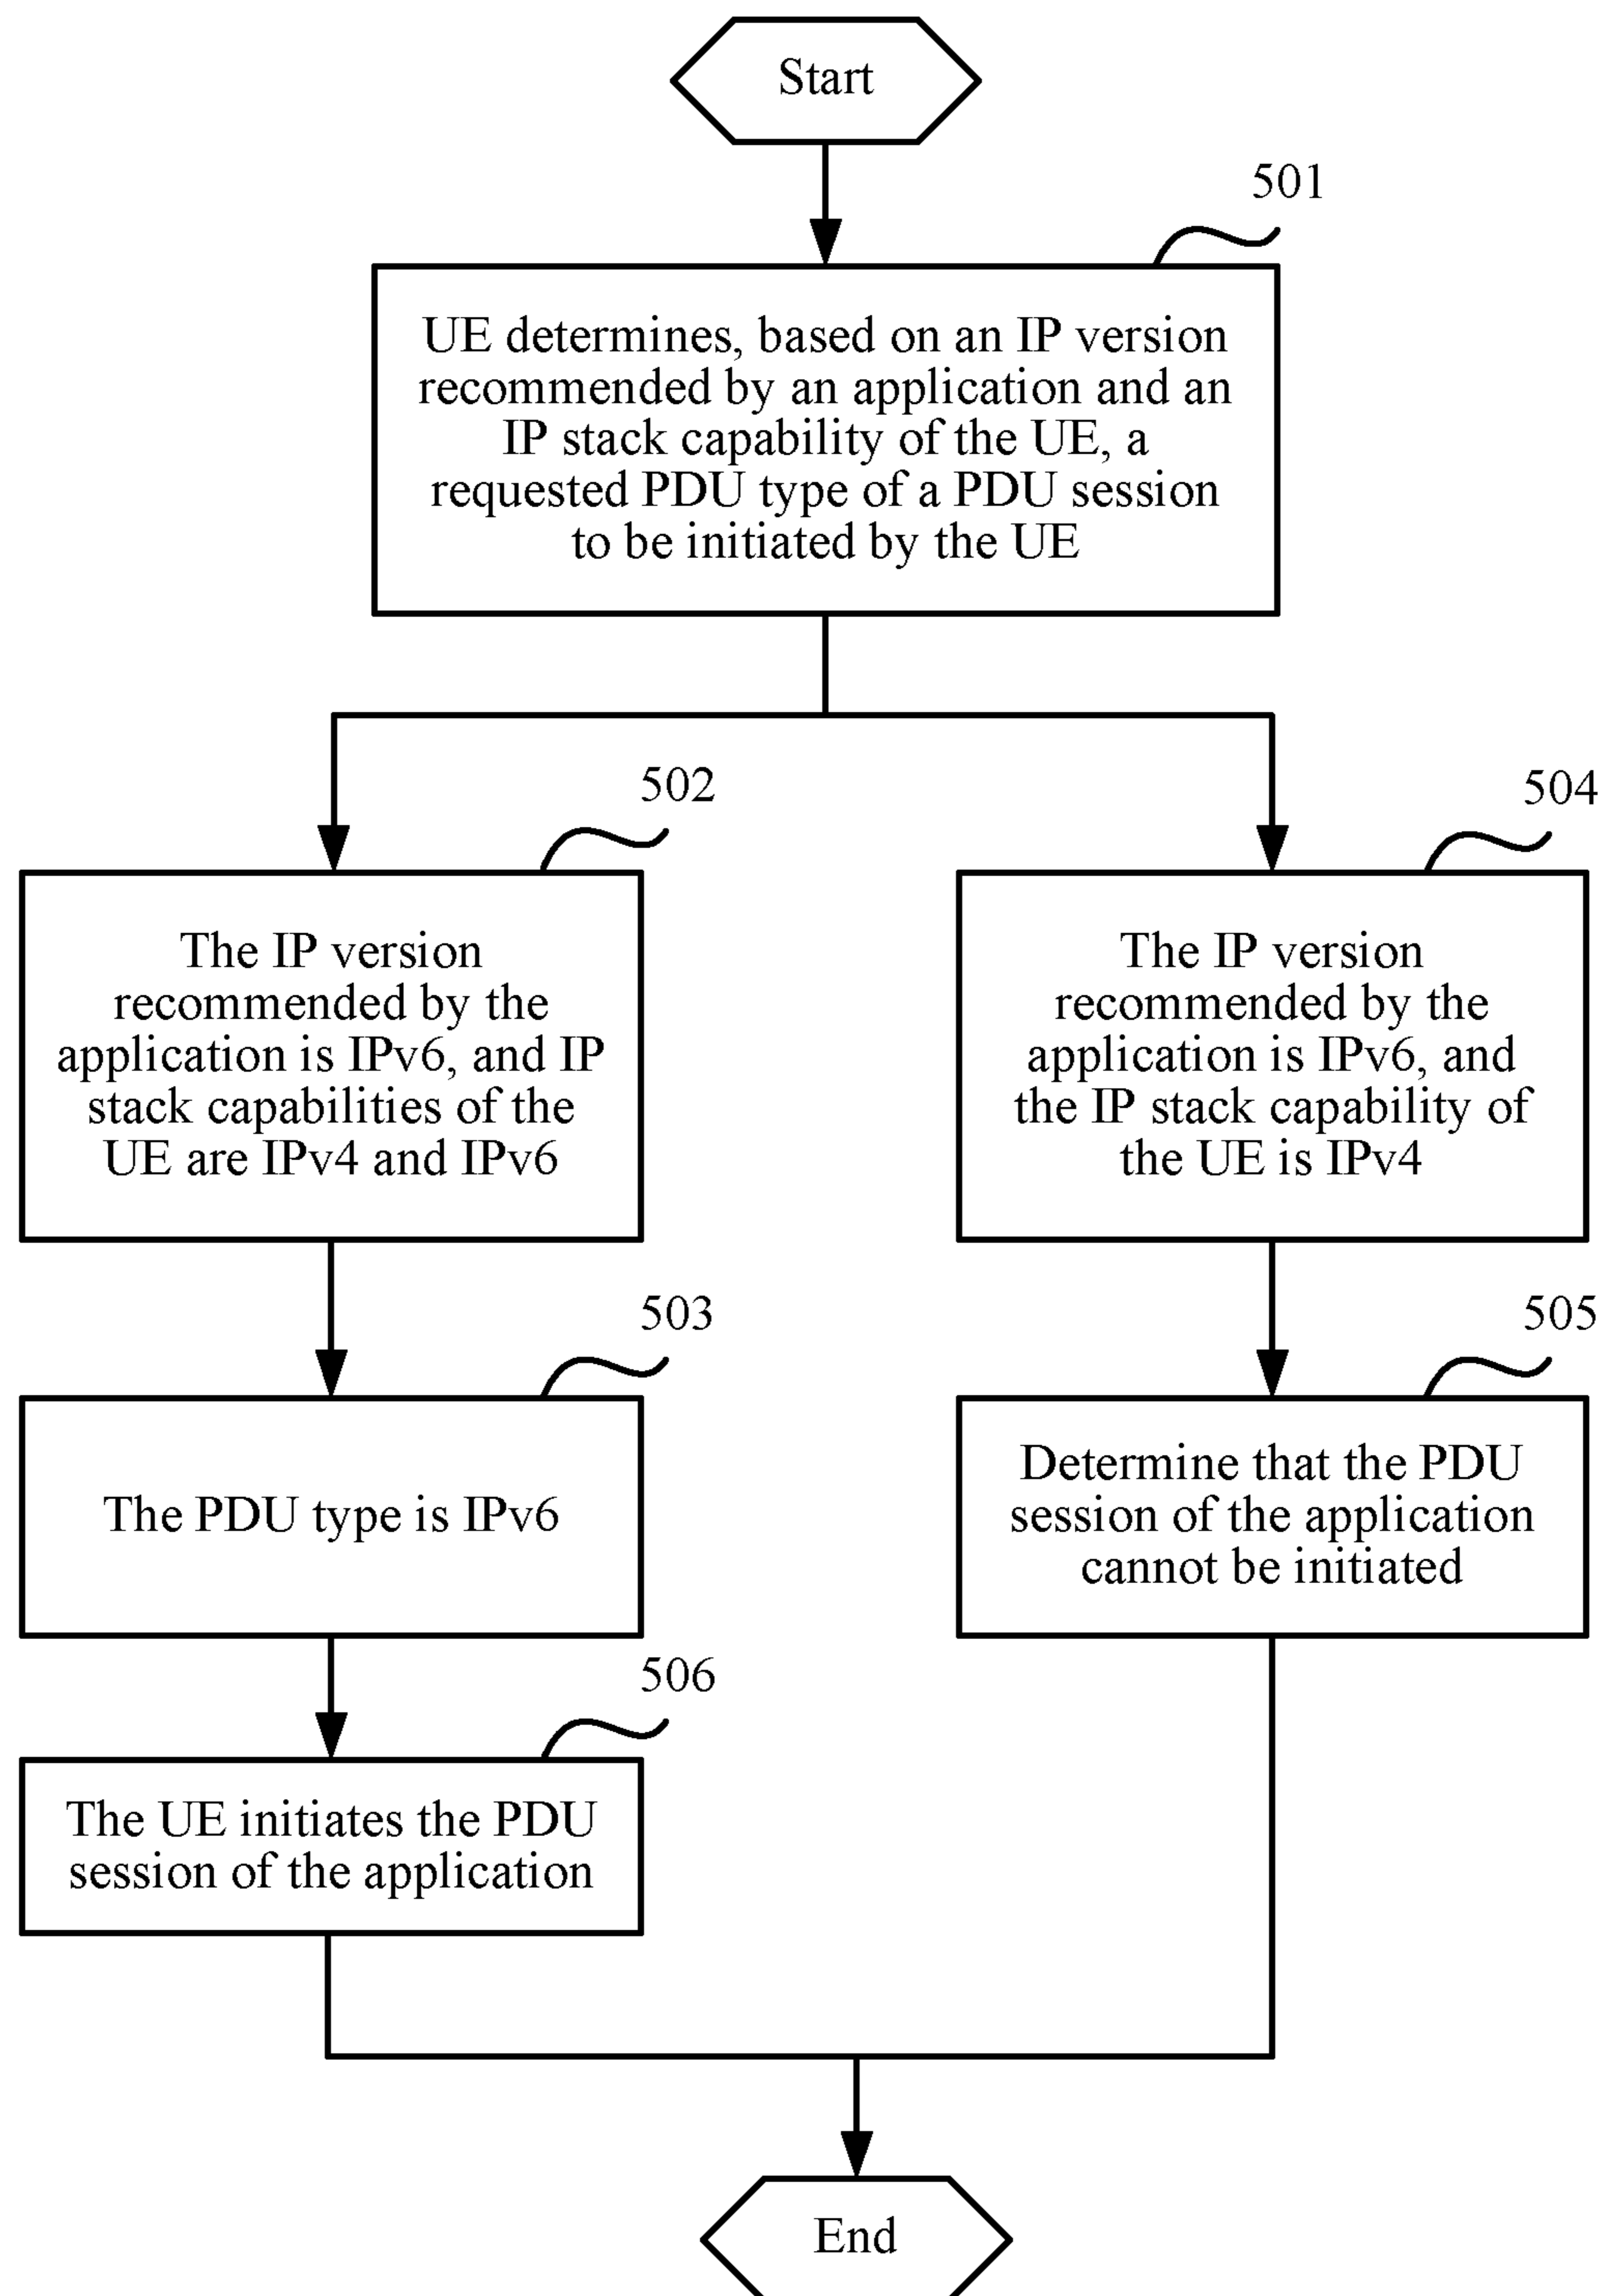 Start
501
UE determines, based on an IP version
recommended by an application and an
IP stack capability of the UE, a
requested PDU type of a PDU session
to be initiated by the UE
502
The IP version
recommended by the
application is IPv6, and IP
stack capabilities of the
UE are IPv4 and IPv6
504
The IP version
recommended by the
application is IPv6, and
the IP stack capability of
the UE is IPv4
503
The PDU type is IPv6
505
Determine that the PDU
session of the application
cannot be initiated
506
The UE initiates the PDU
session of the application
End